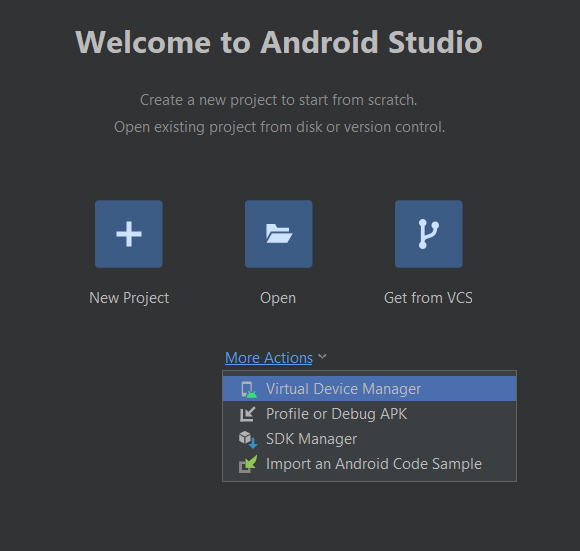 Welcome to Android Studio
Create a new project to start from scratch.
Open existing project from disk or version control.
New Project
Open
Get from VCS
More Actions
Virtual Device Manager
Profile or Debug APK
SDK Manager
Import an Android Code Sample